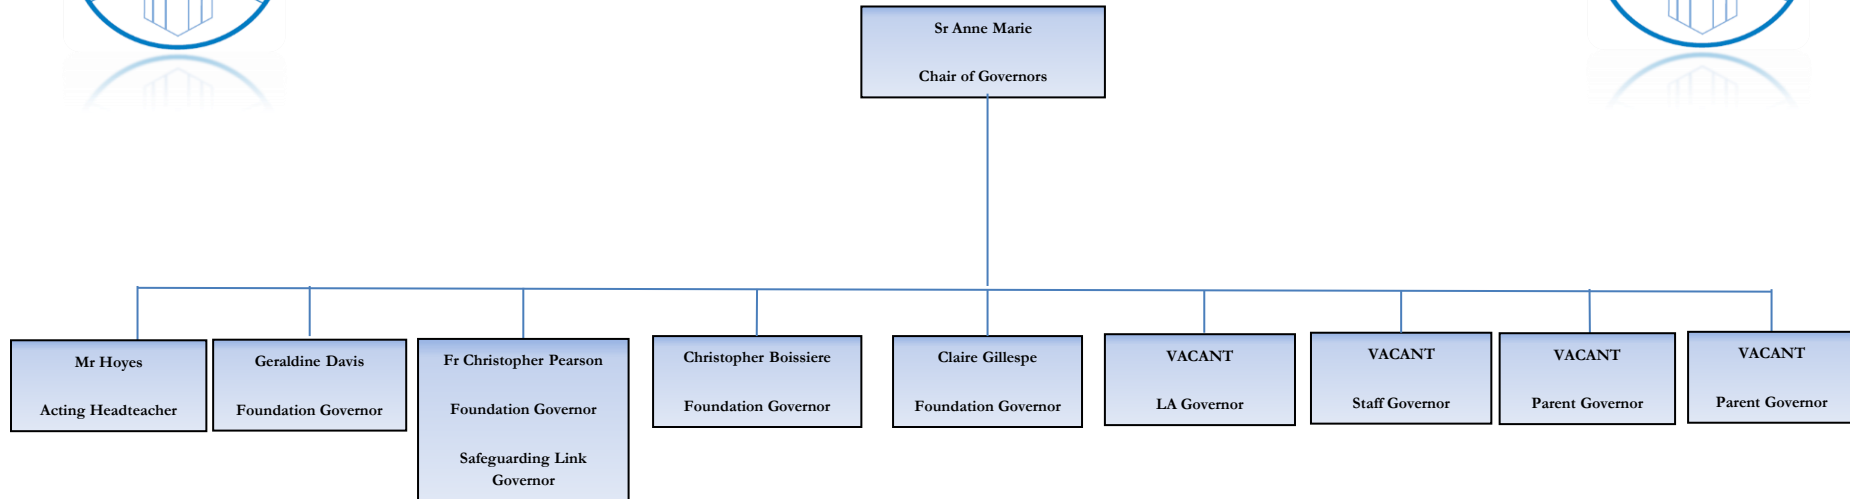 Sr Anne Marie
Chair of Governors
Mr Hoyes
Acting Headteacher
Geraldine Davis
Foundation Governor
Fr Christopher Pearson
Foundation Governor
Safeguarding Link
Governor
Christopher Boissiere
Foundation Governor
Claire Gillespe
Foundation Governor
VACANT
LA Governor
VACANT
Staff Governor
VACANT
Parent Governor
VACANT
Parent Governor